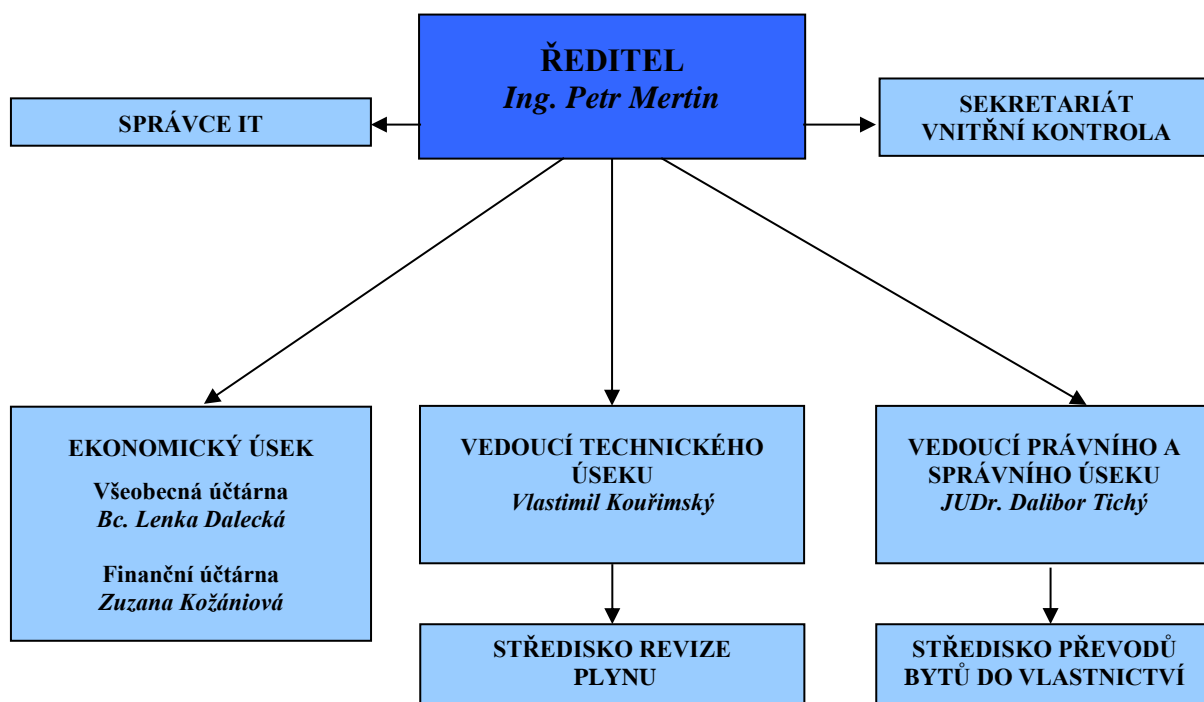 ŘEDITEL
Ing. Petr Mertin
SPRÁVCE IT
SEKRETARIÁT
VNITŘNÍ KONTROLA
EKONOMICKÝ ÚSEK
Všeobecná účtárna
Bc. Lenka Dalecká
Finanční účtárna
Zuzana Kožániová
VEDOUCÍ TECHNICKÉHO
ÚSEKU
Vlastimil Kouřimský
VEDOUCÍ PRÁVNÍHO A
SPRÁVNÍHO ÚSEKU
JUDr. Dalibor Tichý
STŘEDISKO REVIZE
PLYNU
STŘEDISKO PŘEVODŮ
BYTŮ DO VLASTNICTVÍ